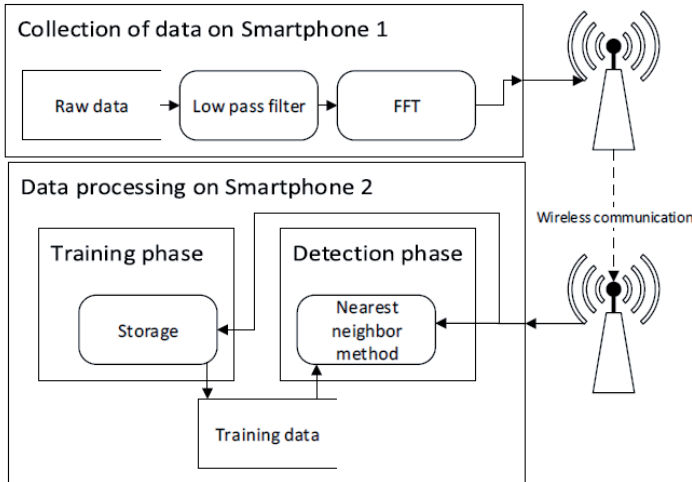 Collection of data on Smartphone 1
Raw data
Low pass filter
FFT
Data processing on Smartphone 2
Wireless communication
Training phase
Detection phase
Storage
Nearest
neighbor
method
Training data